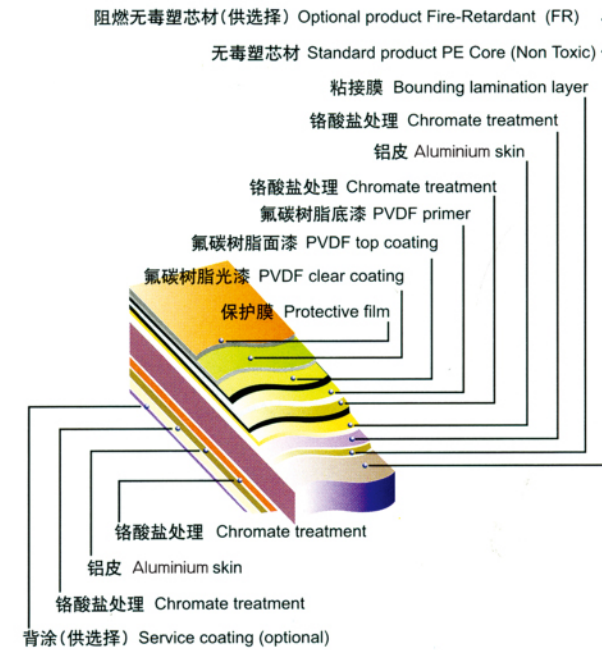 阻燃无毒塑芯材(供选择) Optional product Fire-Retardant (FR)
无毒塑芯材 Standard product PE Core (Non Toxic)
粘接膜 Bounding lamination layer
铬酸盐处理 Chromate treatment
铝皮 Aluminium skin
铬酸盐处理 Chromate treatment
氟碳树脂底漆 PVDF primer
氟碳树脂面漆 PVDF top coating
氟碳树脂光漆 PVDF clear coating
保护膜 Protective film
铬酸盐处理 Chromate treatment
铝皮 Aluminium skin
铬酸盐处理 Chromate treatment
背涂(供选择) Service coating (optional)